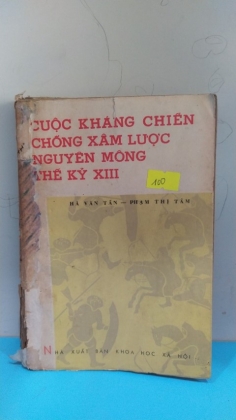 CUỘC KHÁNG CHIẾN
CHỐNG XÂM LƯỢC
NGUYÊN MÔNG
THẾ KỶ XIII
100
HÀ VĂN TẤN — PHẠM THỊ TÂM
NHÀ XUẤT BẢN KHOA HỌC XÃ HỘI